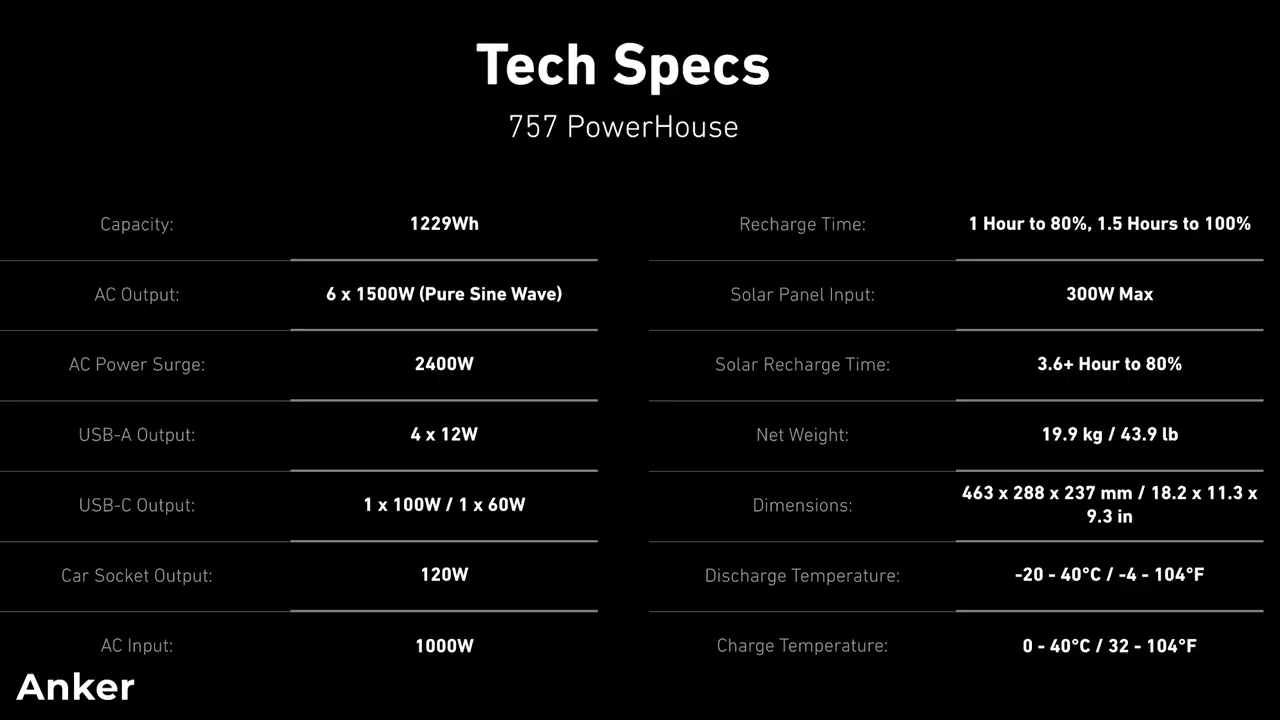 Tech Specs
757 PowerHouse
Capacity:
1229Wh
AC Output:
6 x 1500W (Pure Sine Wave)
AC Power Surge:
2400W
USB-A Output:
4 x 12W
USB-C Output:
1 x 100W / 1 x 60W
Car Socket Output:
120W
AC Input:
1000W
Recharge Time:
1 Hour to 80%, 1.5 Hours to 100%
Solar Panel Input:
300W Max
Solar Recharge Time:
3.6+ Hour to 80%
Net Weight:
19.9 kg / 43.9 lb
Dimensions:
463 x 288 x 237 mm / 18.2 x 11.3 x
9.3 in
Discharge Temperature:
-20 - 40°C / -4 - 104°F
Charge Temperature:
0 - 40°C / 32 - 104°F
Anker